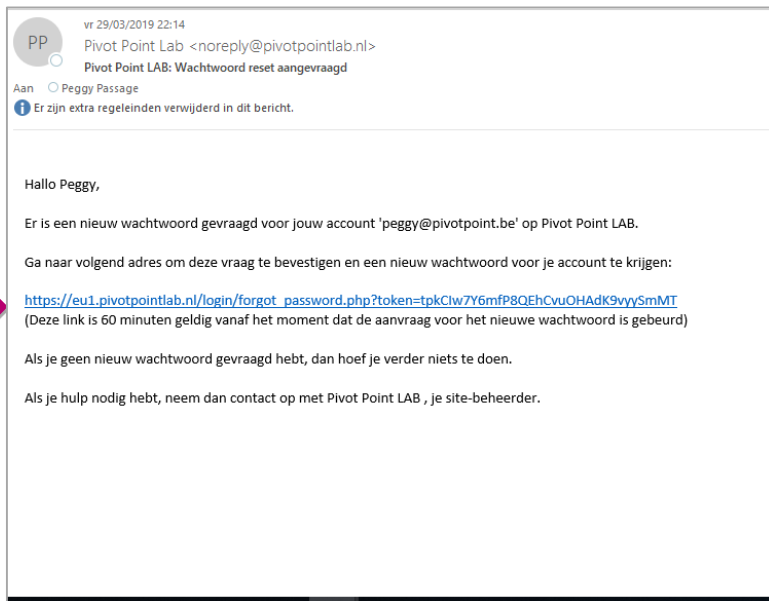 PP
vr 29/03/2019 22:14
Pivot Point Lab <noreply@pivotpointlab.nl>
Pivot Point LAB: Wachtwoord reset aangevraagd
Aan Peggy Passage
Er zijn extra regeleinden verwijderd in dit bericht.
Hallo Peggy,
Er is een nieuw wachtwoord gevraagd voor jouw account 'peggy@pivotpoint.be' op Pivot Point LAB.
Ga naar volgend adres om deze vraag te bevestigen en een nieuw wachtwoord voor je account te krijgen:
https://eu1.pivotpointlab.nl/login/forgot_password.php?token=tpkCIw7Y6mfP8QEhCvuOHAdK9vyySmMT
(Deze link is 60 minuten geldig vanaf het moment dat de aanvraag voor het nieuwe wachtwoord is gebeurd)
Als je geen nieuw wachtwoord gevraagd hebt, dan hoef je verder niets te doen.
Als je hulp nodig hebt, neem dan contact op met Pivot Point LAB , je site-beheerder.